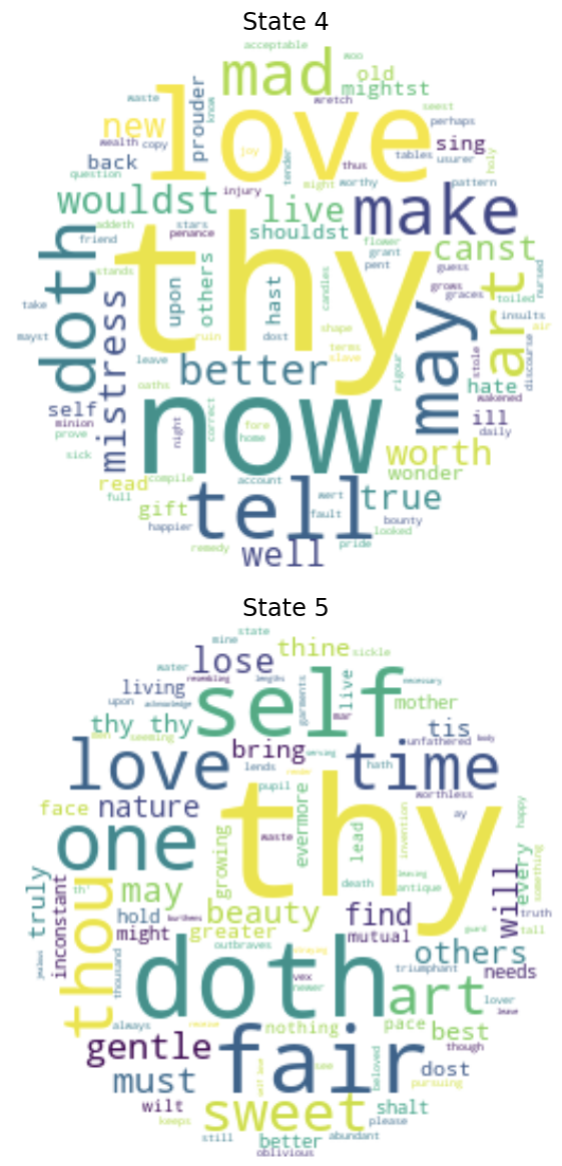 State 4
acceptable
woo
mad
old
mightst
waste
prouder
know
wretch
seest
perhaps
love
new
wealth
copy
joy
tender
thus
tables
sing
usurer
holy
back
question
injury
might
worthy
pattern
wouldst
live
make
addeth
stars
penance
shouldst
flower
grant
pent
canst
friend
doth
stands
thy
upon
others
hast
candles
guess
grows
graces
art
toiled
nursed
take
mayst
mistress
ruin
dost
shape
terms
slave
may
insults
air
discourse
leave
oaths
better
rigour
stole
hate
wakened
self
minion
prove
sick
now
night
correct
fore
home
ill
daily
worth
wonder
read
full
compile
account
gift
tell
wert
fault
true
bounty
looked
happier
remedy
well
pride
State 5
state
mine
thine
sickle
lose
water
resembling
lengths
necessary
living
upon
acknowledge
self
garments
live
mar
mother
thy thy
men
seeming
tis
unfathered
body
love
bring
time
lends
hath
worthless
face
nature
pupil
thy
ay
happy
one
growing
waste
evermore
lead
invention
leaving
every
something
truly
inconstant
th'
thou
may
death
antique
will
hold
burthens
beauty
find
truth
might
greater
mutual
guard
tall
jealous
thousand
outbraves
doth
others
vex
newer
triumphant
needs
art
lover
leave
always
nothing
pace
best
though
gentle
fair
see
self love
beloved
must
dost
pursuing
wilt
sweet
shalt
keeps
please
still
better
abundant
oblivious